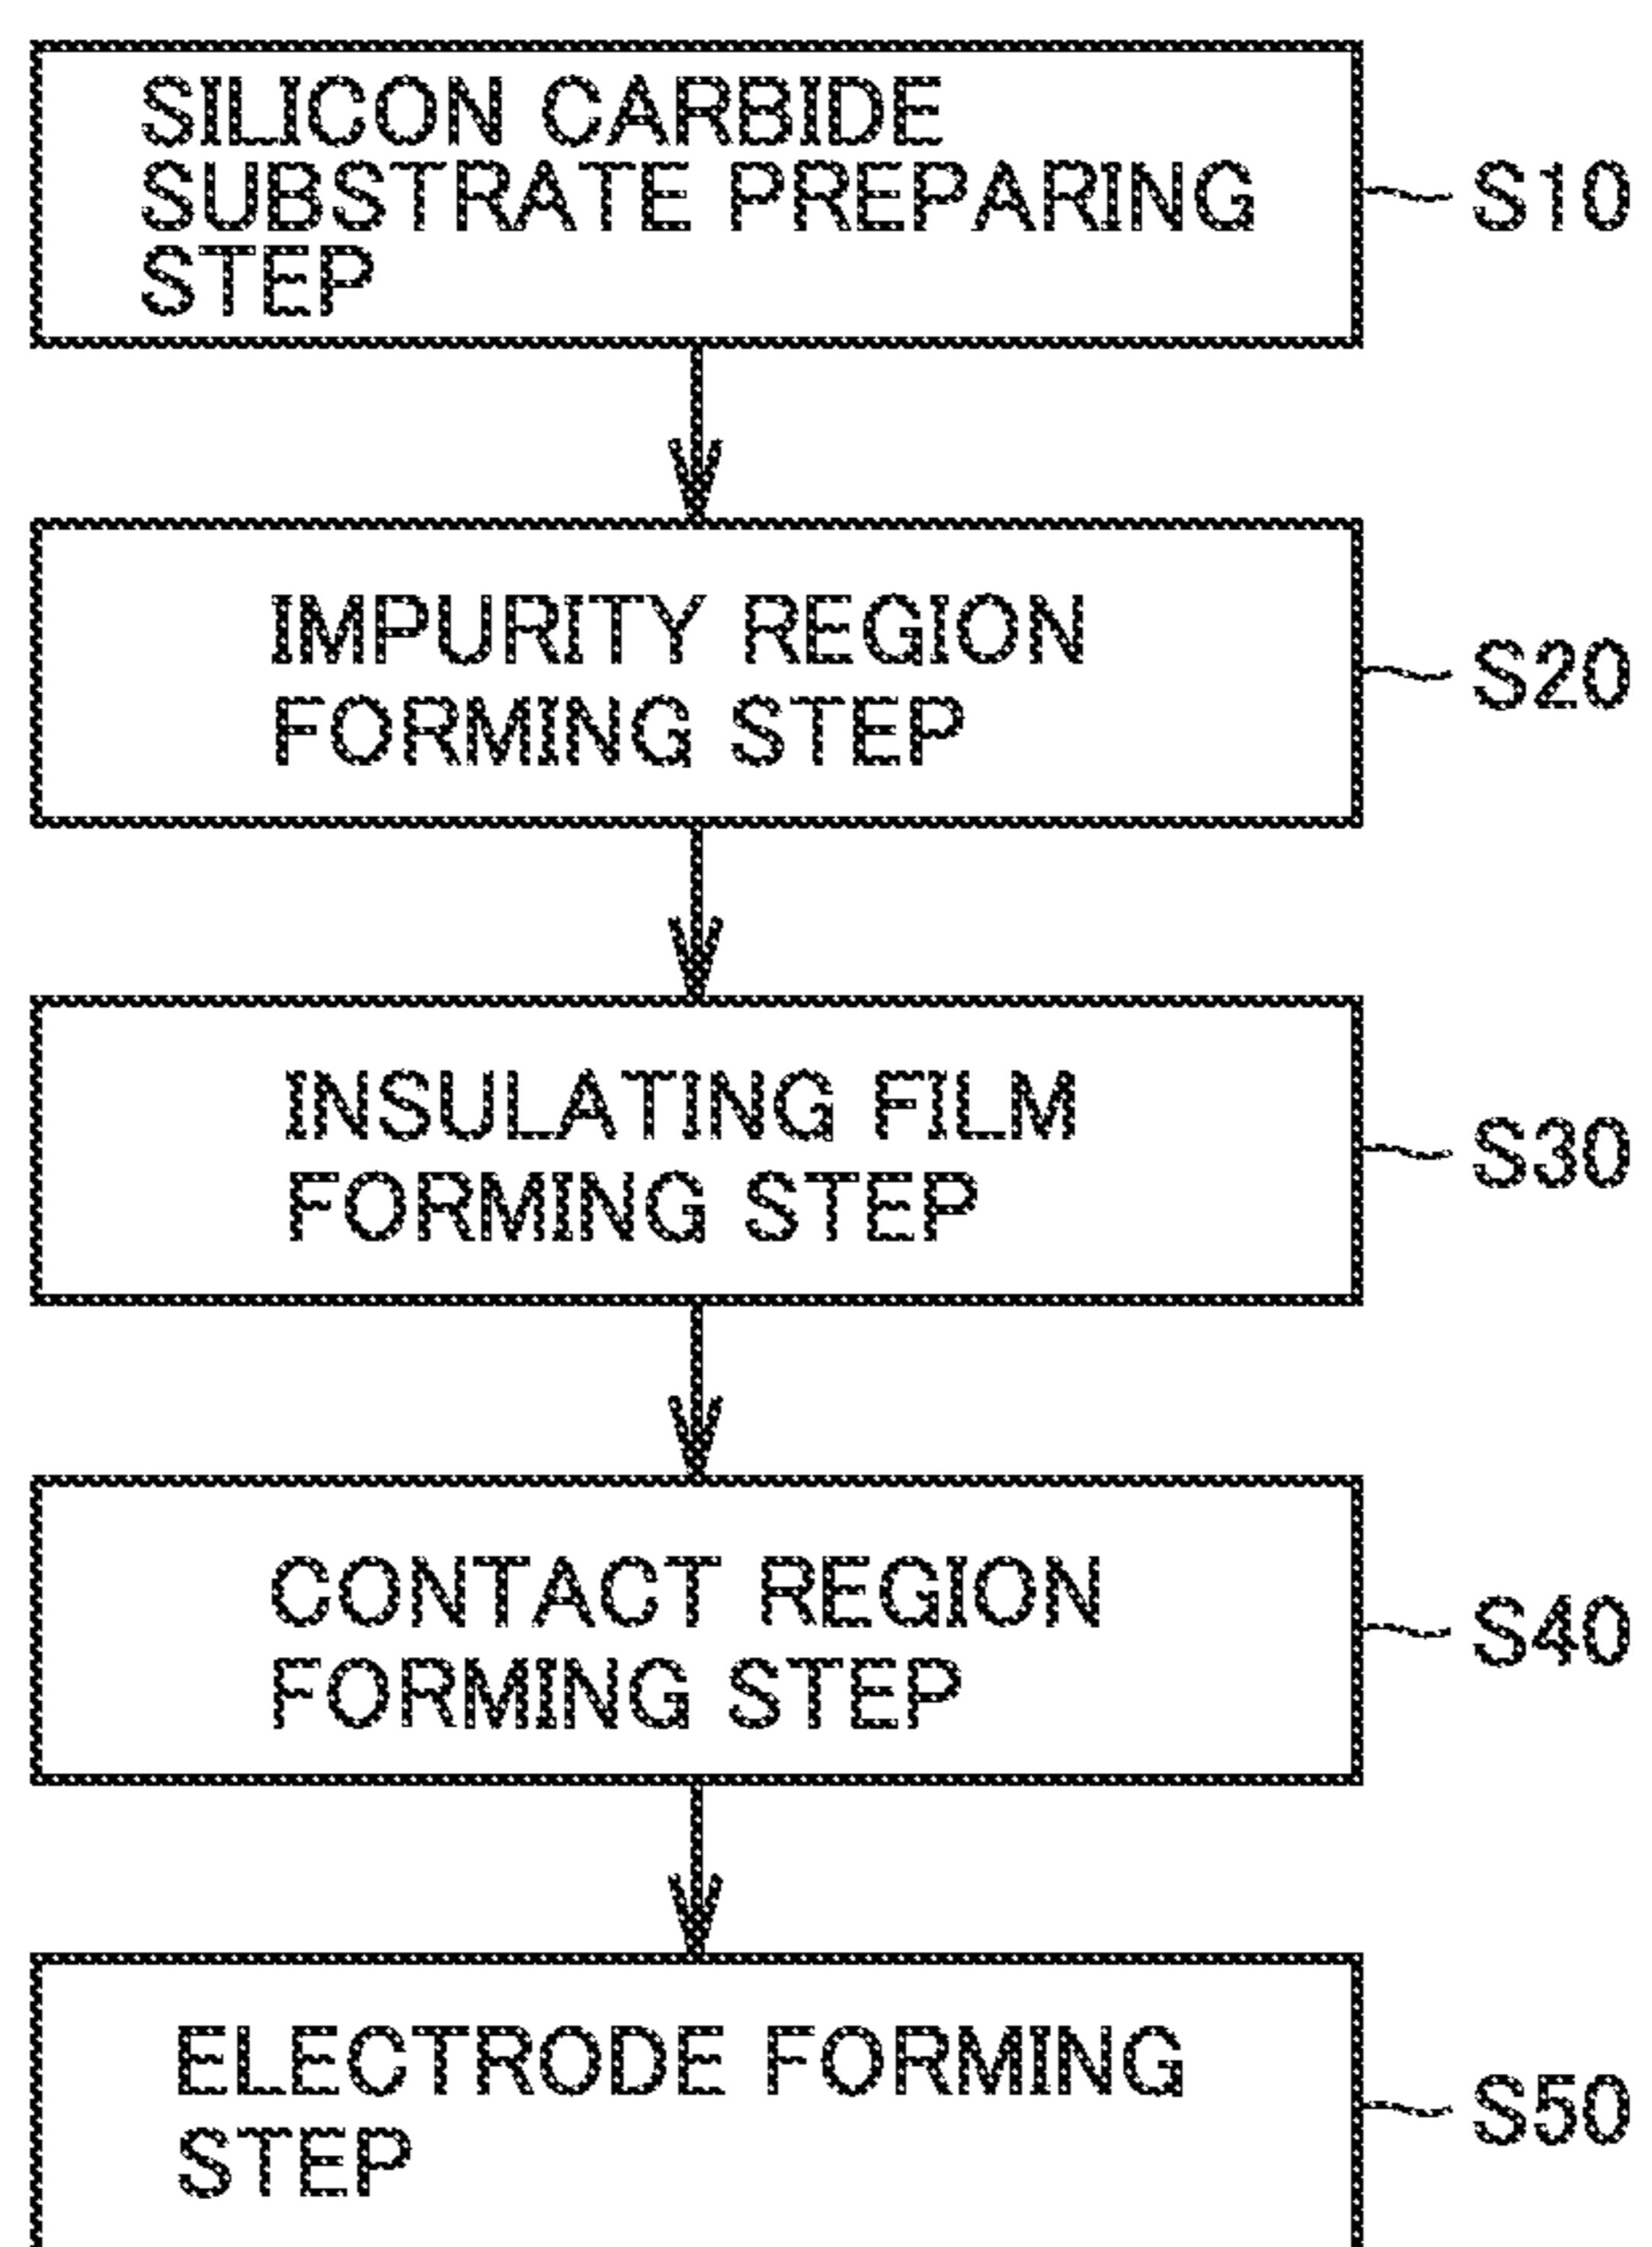 SILICON CARBIDE
SUBSTRATE PREPARING
STEP
S10
IMPURITY REGION
FORMING STEP
S20
INSULATING FILM
FORMING STEP
S30
CONTACT REGION
FORMING STEP
S40
ELECTRODE FORMING
STEP
S50